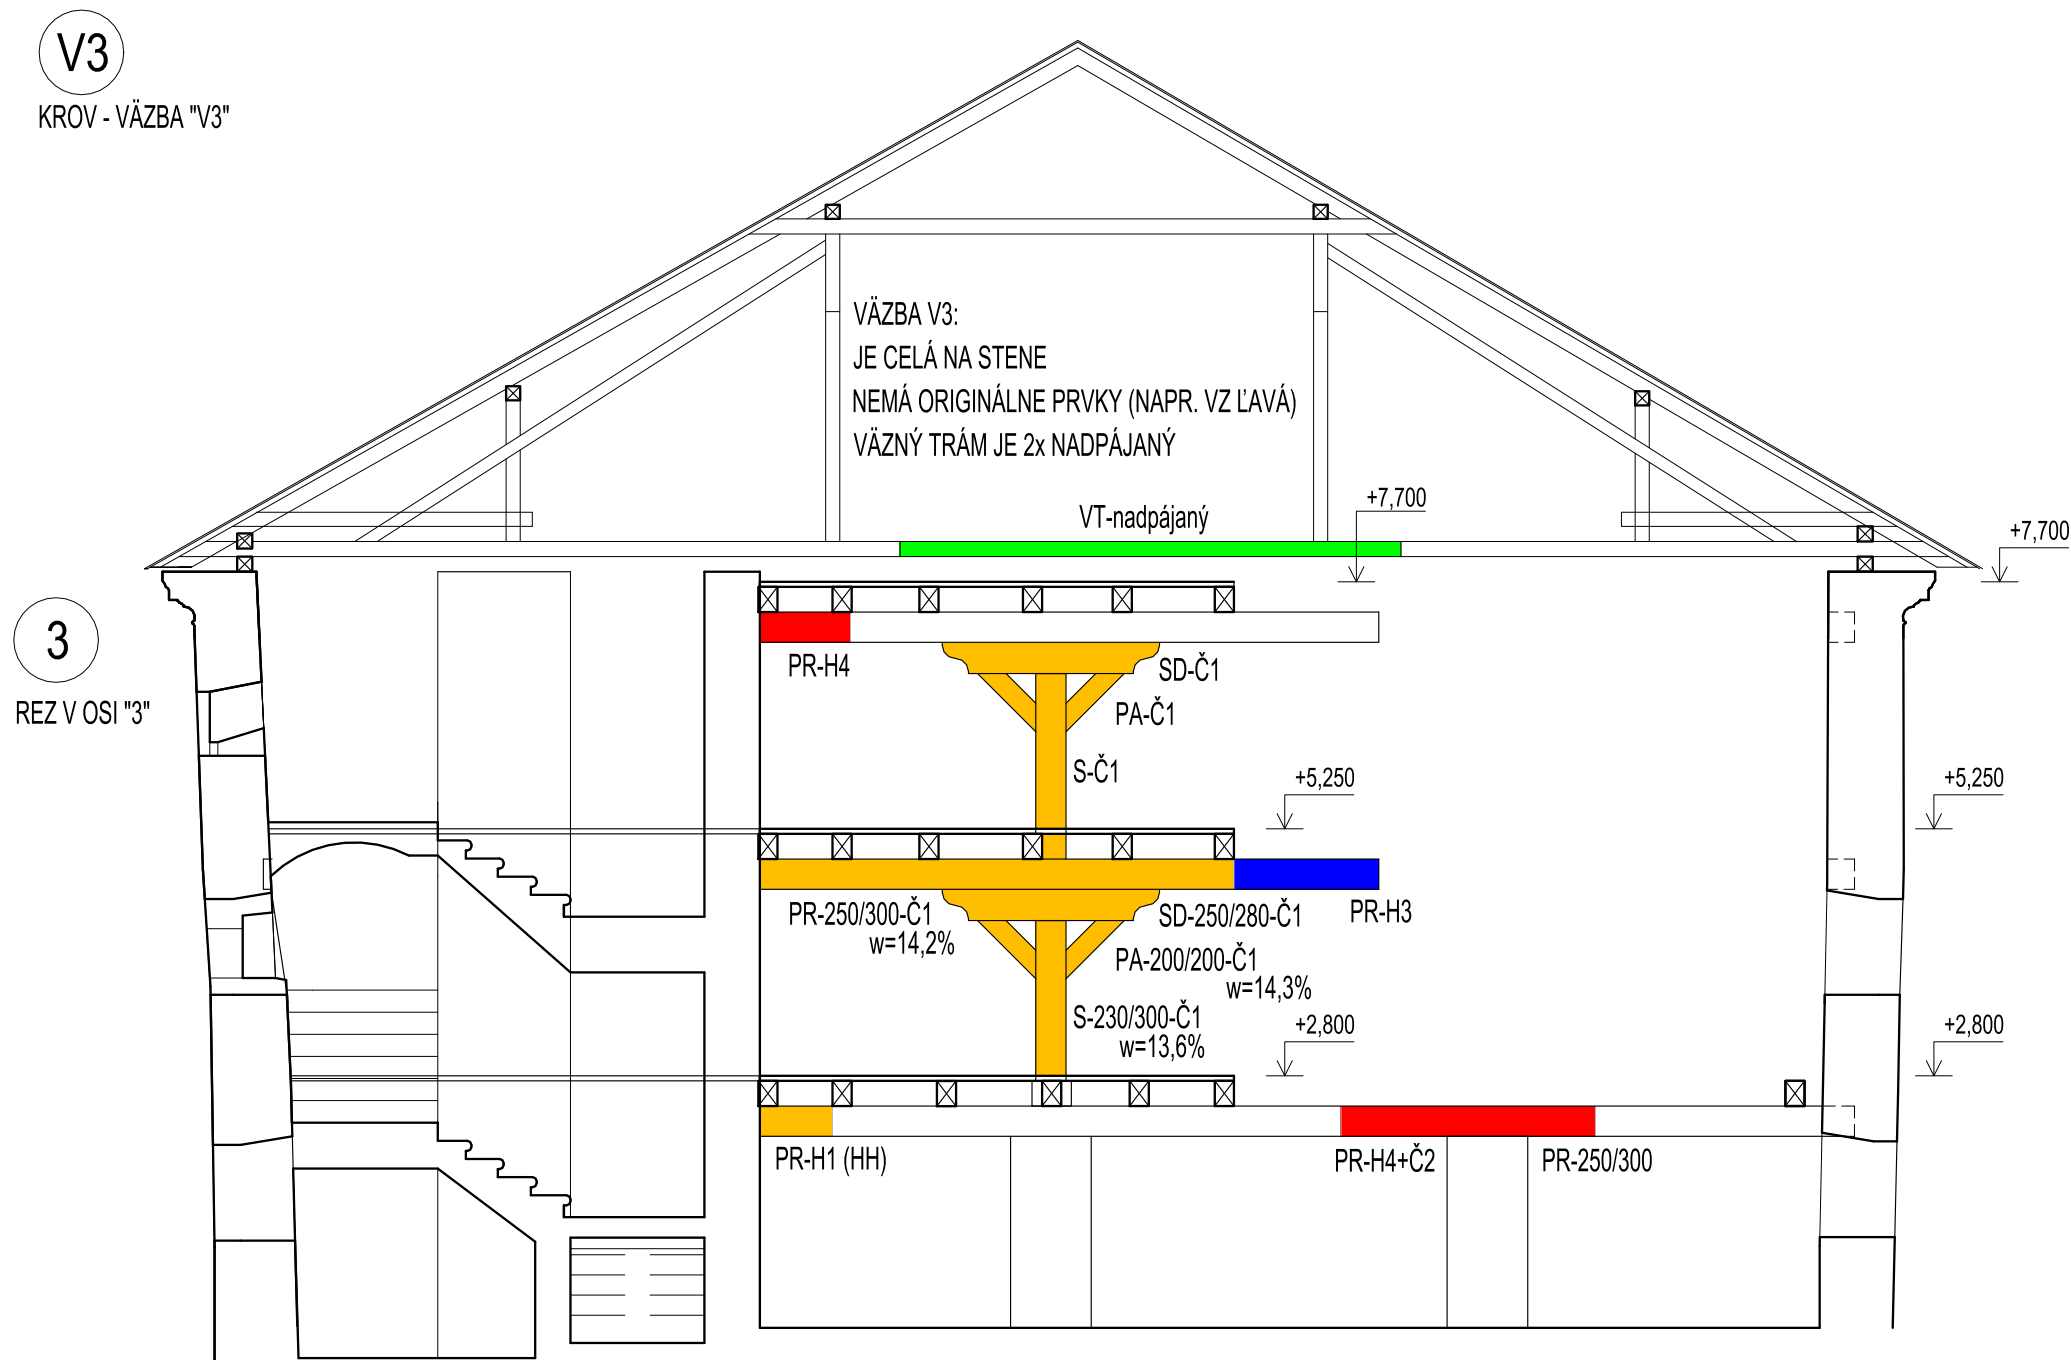 V3
KROV - VÄZBA "V3"
VÄZBA V3:
JE CELÁ NA STENE
NEMÁ ORIGINÁLNE PRVKY (NAPR. VZ ĽAVÁ)
VÄZNÝ TRÁM JE 2x NADPÁJANÝ
VT-nadpájaný
+7,700
+7,700
3
REZ V OSI "3"
PR-H4
SD-Č1
PA-Č1
S-Č1
+5,250
+5,250
PR-250/300-Č1
w=14,2%
SD-250/280-Č1
PR-H3
PA-200/200-Č1
w=14,3%
S-230/300-Č1
w=13,6%
+2,800
+2,800
PR-H1 (HH)
PR-H4+Č2
PR-250/300